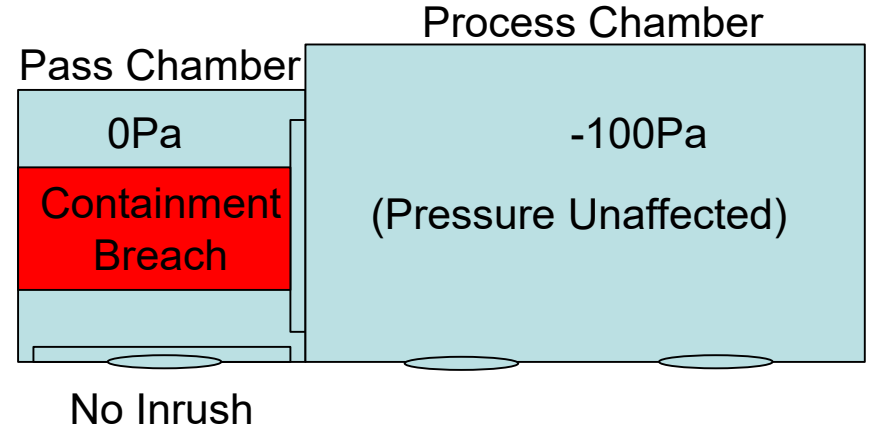 Process Chamber
Pass Chamber
0Pa
-100Pa
Containment
Breach
(Pressure Unaffected)
No Inrush